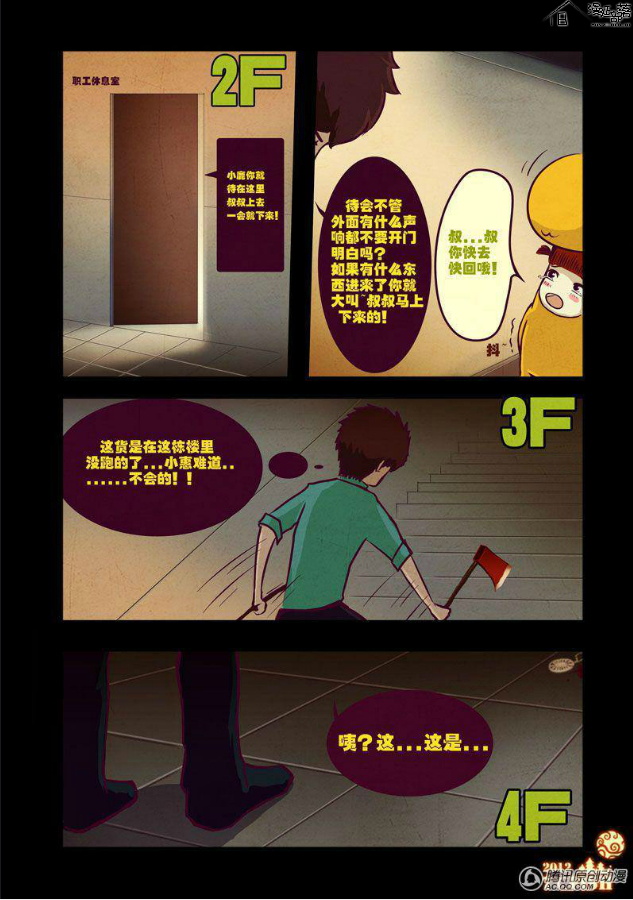 漫江部落
2F
职工休息室
小鹿你就
待在这里
叔叔上去
一会就下来!
待会不管
外面有什么声
响都不要开门
明白吗?
如果有什么东
西进来了你就
大叫~叔叔马上
下来的!
叔...叔
你快去
快回哦!
抖~
3F
这货是在这栋楼里
没跑的了...小惠难道..
......不会的!!
咦?这...这是...
4F
2012
腾讯原创动漫